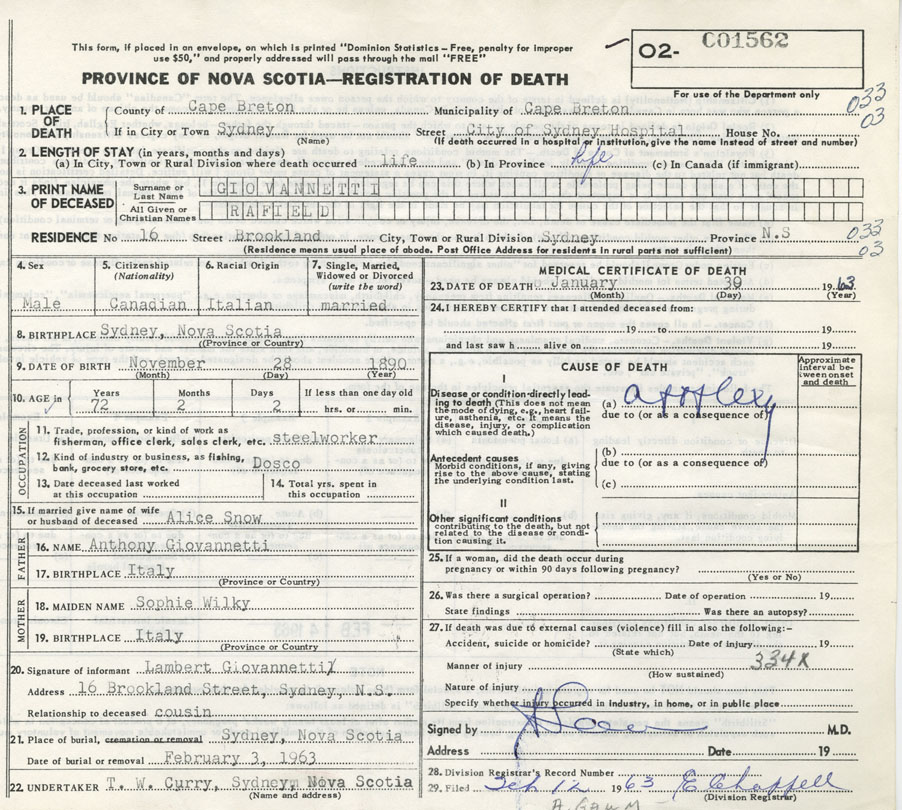 This form, if placed in an envelope, on which is printed "Dominion Statistics – Free, penalty for improper
use $50," and properly addressed will pass through the mail "FREE"
O2- C01562
PROVINCE OF NOVA SCOTIA—REGISTRATION OF DEATH
For use of the Department only
033
03
1. PLACE OF DEATH
County of Cape Breton Municipality of Cape Breton
If in City or Town Sydney Street City of Sydney Hospital House No.
(Name) (If death occurred in a hospital or institution, give the name instead of street and number)
2. LENGTH OF STAY (in years, months and days)
(a) In City, Town or Rural Division where death occurred life (b) In Province life (c) In Canada (if immigrant)
3. PRINT NAME OF DECEASED
Surname or Last Name GIOVANNETTI
All Given or Christian Names RAFIELD
RESIDENCE No 16 Street Brookland City, Town or Rural Division Sydney Province N.S
(Residence means usual place of abode. Post Office Address for residents in rural parts not sufficient)
033
03
4. Sex Male
5. Citizenship (Nationality) Canadian
6. Racial Origin Italian
7. Single, Married, Widowed or Divorced (write the word) married
8. BIRTHPLACE Sydney, Nova Scotia
(Province or Country)
9. DATE OF BIRTH November 28 1890
(Month) (Day) (Year)
10. AGE in Years 72 Months 2 Days 2 If less than one day old hrs. or min.
OCCUPATION
11. Trade, profession, or kind of work as
fisherman, office clerk, sales clerk, etc. steelworker
12. Kind of industry or business, as fishing,
bank, grocery store, etc. Dosco
13. Date deceased last worked
at this occupation
14. Total yrs. spent in
this occupation
15. If married give name of wife
or husband of deceased Alice Snow
FATHER
16. NAME Anthony Giovannetti
17. BIRTHPLACE Italy
(Province or Country)
MOTHER
18. MAIDEN NAME Sophie Wilky
19. BIRTHPLACE Italy
(Province or Country
20. Signature of informant Lambert Giovannetti
Address 16 Brookland Street, Sydney, N.S.
Relationship to deceased cousin
21. Place of burial, cremation or removal Sydney, Nova Scotia
Date of burial or removal February 3, 1963
22. UNDERTAKER T. W. Curry, Sydney, Nova Scotia
(Name and address)
MEDICAL CERTIFICATE OF DEATH
23. DATE OF DEATH January 30 1963
(Month) (Day) (Year)
24. I HEREBY CERTIFY that I attended deceased from:
19 to 19
and last saw h alive on 19
CAUSE OF DEATH
Approximate interval between onset and death
I
Disease or condition directly leading to death (This does not mean the mode of dying, e.g., heart failure, asthenia, etc. It means the disease, injury, or complication which caused death.)
(a)
due to (or as a consequence of)
Antecedent causes
Morbid conditions, if any, giving rise to the above cause, stating the underlying condition last.
(b)
due to (or as a consequence of)
(c)
II
Other significant conditions
contributing to the death, but not related to the disease or condition causing it.
25. If a woman, did the death occur during
pregnancy or within 90 days following pregnancy?
(Yes or No)
26. Was there a surgical operation? Date of operation 19
State findings Was there an autopsy?
27. If death was due to external causes (violence) fill in also the following:–
Accident, suicide or homicide? Date of injury 19
(State which)
Manner of injury 334X
(How sustained)
Nature of injury
Specify whether injury occurred in industry, in home, or in public place
Signed by M.D.
Address Date 19
28. Division Registrar's Record Number
29. Filed Feb 12 1963 E Chappell
(Division Registrar)